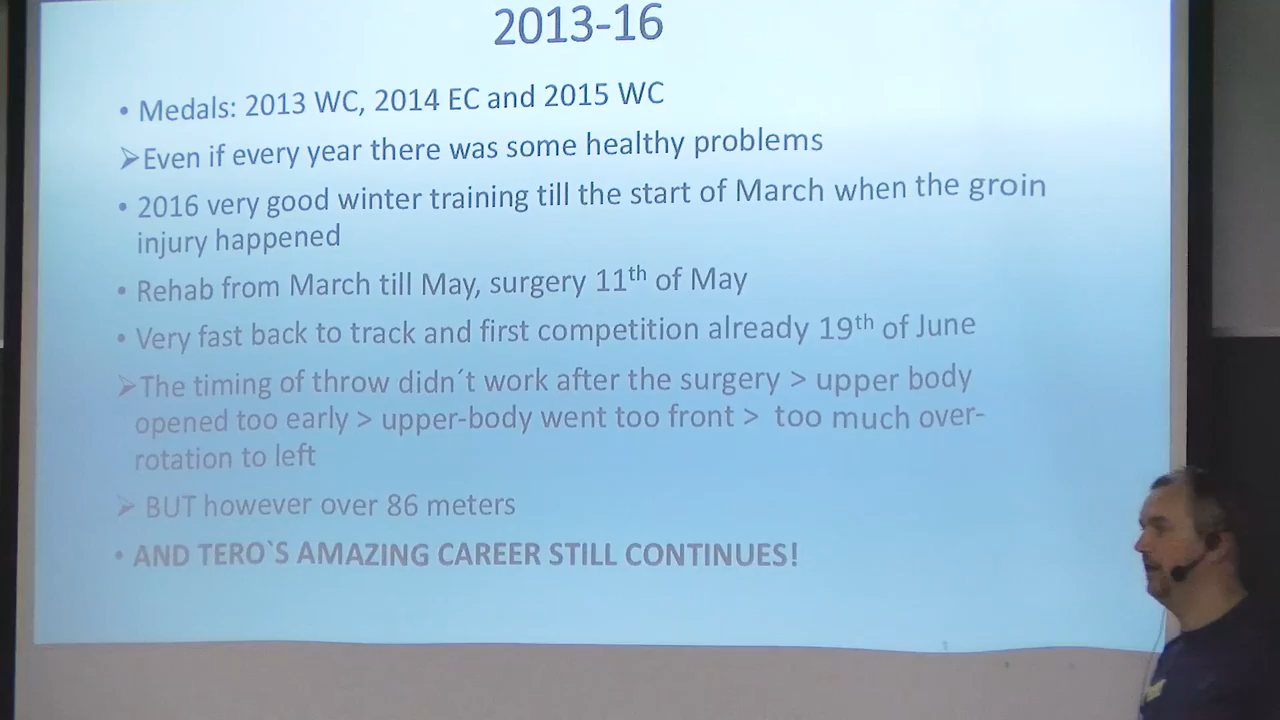 2013-16
• Medals: 2013 WC, 2014 EC and 2015 WC
➢Even if every year there was some healthy problems
• 2016 very good winter training till the start of March when the groin
injury happened
• Rehab from March till May, surgery 11th of May
• Very fast back to track and first competition already 19th of June
➢The timing of throw didn´t work after the surgery > upper body
opened too early > upper-body went too front > too much over-
rotation to left
➢ BUT however over 86 meters
• AND TERO`S AMAZING CAREER STILL CONTINUES!